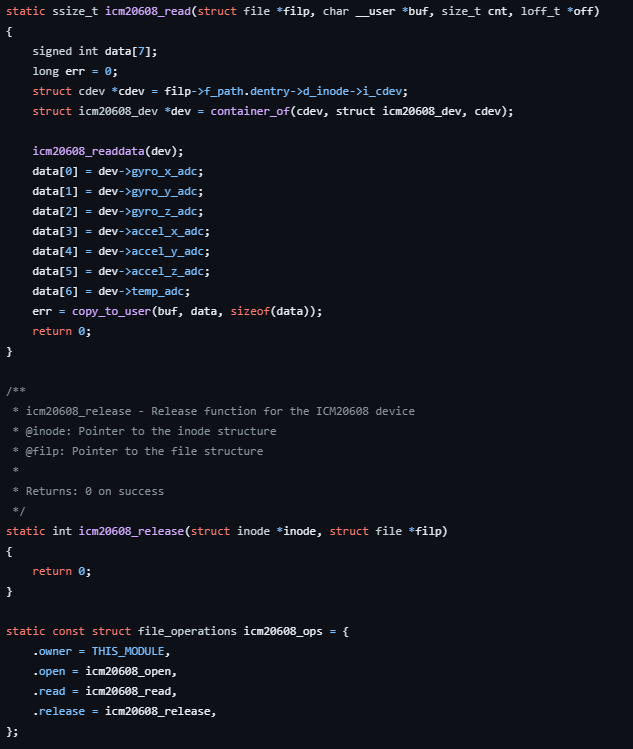 static ssize_t icm20608_read(struct file *filp, char __user *buf, size_t cnt, loff_t *off)
{
    signed int data[7];
    long err = 0;
    struct cdev *cdev = filp->f_path.dentry->d_inode->i_cdev;
    struct icm20608_dev *dev = container_of(cdev, struct icm20608_dev, cdev);

    icm20608_readdata(dev);
    data[0] = dev->gyro_x_adc;
    data[1] = dev->gyro_y_adc;
    data[2] = dev->gyro_z_adc;
    data[3] = dev->accel_x_adc;
    data[4] = dev->accel_y_adc;
    data[5] = dev->accel_z_adc;
    data[6] = dev->temp_adc;
    err = copy_to_user(buf, data, sizeof(data));
    return 0;
}

/**
 * icm20608_release - Release function for the ICM20608 device
 * @inode: Pointer to the inode structure
 * @filp: Pointer to the file structure
 *
 * Returns: 0 on success
 */
static int icm20608_release(struct inode *inode, struct file *filp)
{
    return 0;
}

static const struct file_operations icm20608_ops = {
    .owner = THIS_MODULE,
    .open = icm20608_open,
    .read = icm20608_read,
    .release = icm20608_release,
};